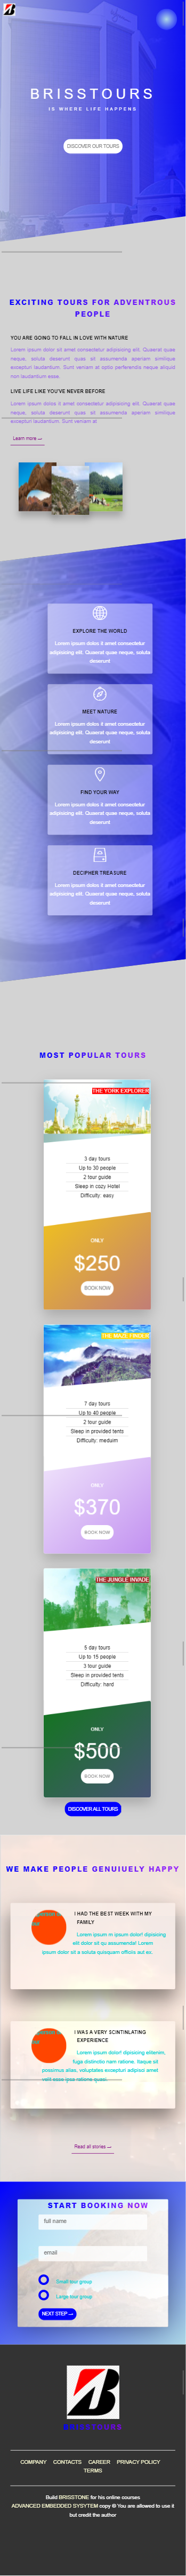 BRISSTOURS
IS WHERE LIFE HAPPENS
DISCOVER OUR TOURS
EXCITING TOURS FOR ADVENTROUS
PEOPLE
YOU ARE GOING TO FALL IN LOVE WITH NATURE
Lorem ipsum dolor sit amet consectetur adipisicing elit. Quaerat quae
neque, soluta deserunt quas sit assumenda aperiam similique
excepturi laudantium. Sunt veniam at optio perferendis neque aliquid
non laudantium esse.
LIVE LIFE LIKE YOU'VE NEVER BEFORE
Lorem ipsum dolos it amet consectetur adipisicing elit. Quaerat quae
neque, soluta deserunt quas sit assumenda aperiam similique
excepturi laudantium. Sunt veniam at
Learn more →
EXPLORE THE WORLD
Lorem ipsum dolos it amet consectetur
adipisicing elit. Quaerat quae neque, soluta
deserunt
MEET NATURE
Lorem ipsum dolos it amet consectetur
adipisicing elit. Quaerat quae neque, soluta
deserunt
FIND YOUR WAY
Lorem ipsum dolos it amet consectetur
adipisicing elit. Quaerat quae neque, soluta
deserunt
DECIPHER TREASURE
Lorem ipsum dolos it amet consectetur
adipisicing elit. Quaerat quae neque, soluta
deserunt
MOST POPULAR TOURS
THE YORK EXPLORER
3 day tours
Up to 30 people
2 tour guide
Sleep in cozy Hotel
Difficulty: easy
ONLY
$250
BOOK NOW
THE MAZE FINDER
7 day tours
Up to 40 people
2 tour guide
Sleep in provided tents
Difficulty: meduim
ONLY
$370
BOOK NOW
THE JUNGLE INVADE
5 day tours
Up to 15 people
3 tour guide
Sleep in provided tents
Difficulty: hard
ONLY
$500
BOOK NOW
DISCOVER ALL TOURS
WE MAKE PEOPLE GENUIUELY HAPPY
I HAD THE BEST WEEK WITH MY
FAMILY
Lorem ipsum m ipsum dolor! dipisicing
elit dolor sit qu assumenda! Lorem
ipsum dolor sit a soluta quisquam officiis aut ex.
I WAS A VERY SCINTINLATING
EXPERIENCE
Lorem ipsum dolor! dipisicing
fuga distinctio nam ratione. Itaque sit
possimus alias, voluptates excepturi adipisci amet
velit esse ipsa ratione quasi.
Read all stories →
START BOOKING NOW
full name
email
Small tour group
Large tour group
NEXT STEP →
BRISSTOURS
COMPANY CONTACTS CAREER PRIVACY POLICY
TERMS
Build BRISSTONE for his online courses
ADVANCED EMBEDDED SYSYTEM copy © You are allowed to use it
but credit the author